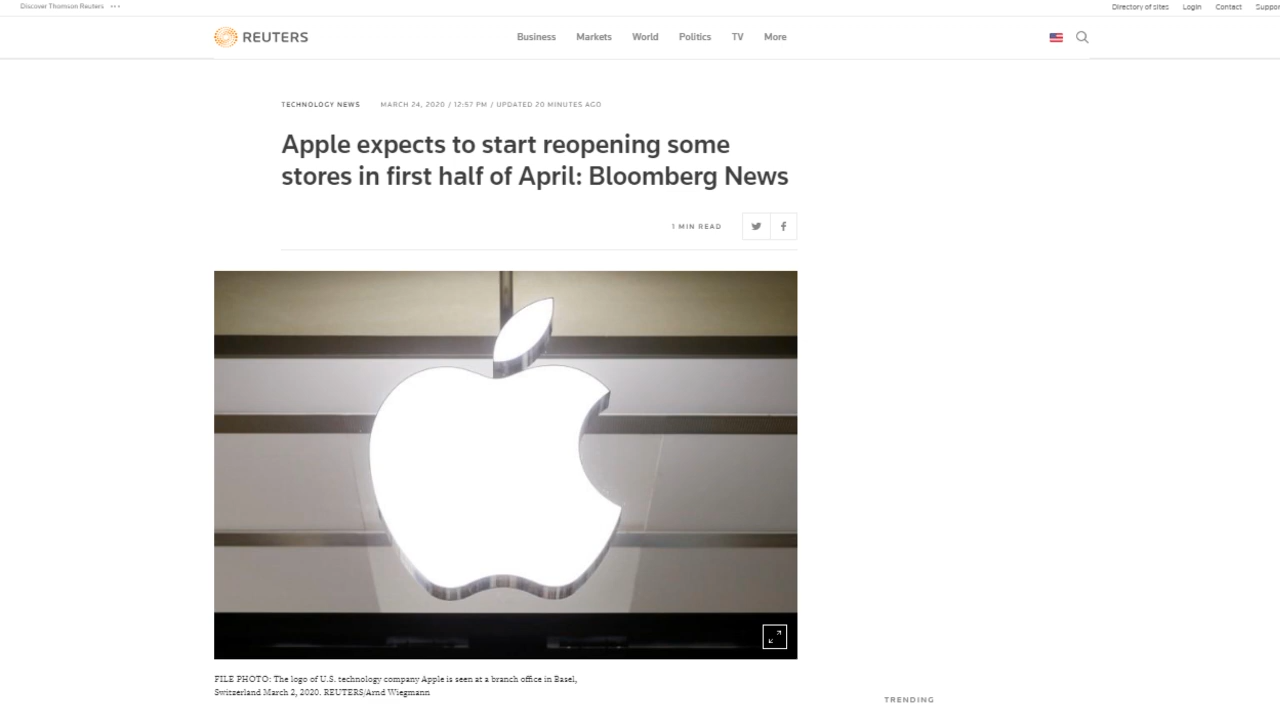 Discover Thomson Reuters
Directory of sites Login Contact
REUTERS Business Markets World Politics TV More
TECHNOLOGY NEWS MARCH 24, 2020 / 12:57 PM / UPDATED 20 MINUTES AGO
Apple expects to start reopening some
stores in first half of April: Bloomberg News
1 MIN READ
FILE PHOTO: The logo of U.S. technology company Apple is seen at a branch office in Basel,
Switzerland March 2, 2020. REUTERS/Arnd Wiegmann
TRENDING